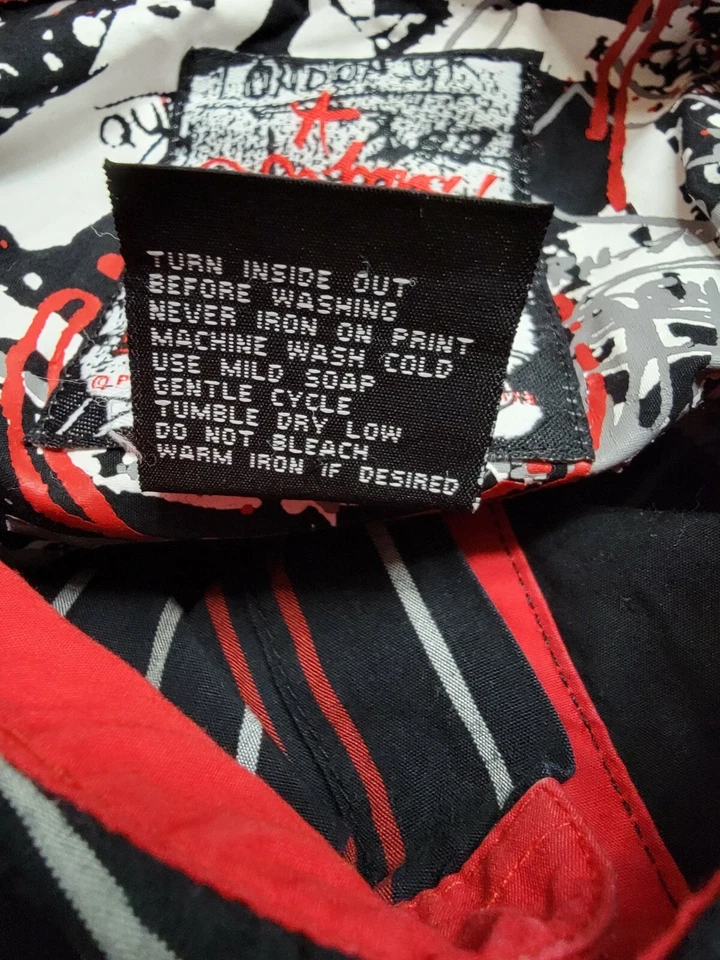 TURN INSIDE OUT
BEFORE WASHING
NEVER IRON ON PRINT
MACHINE WASH COLD
USE MILD SOAP
GENTLE CYCLE
TUMBLE DRY LOW
DO NOT BLEACH
WARM IRON IF DESIRED